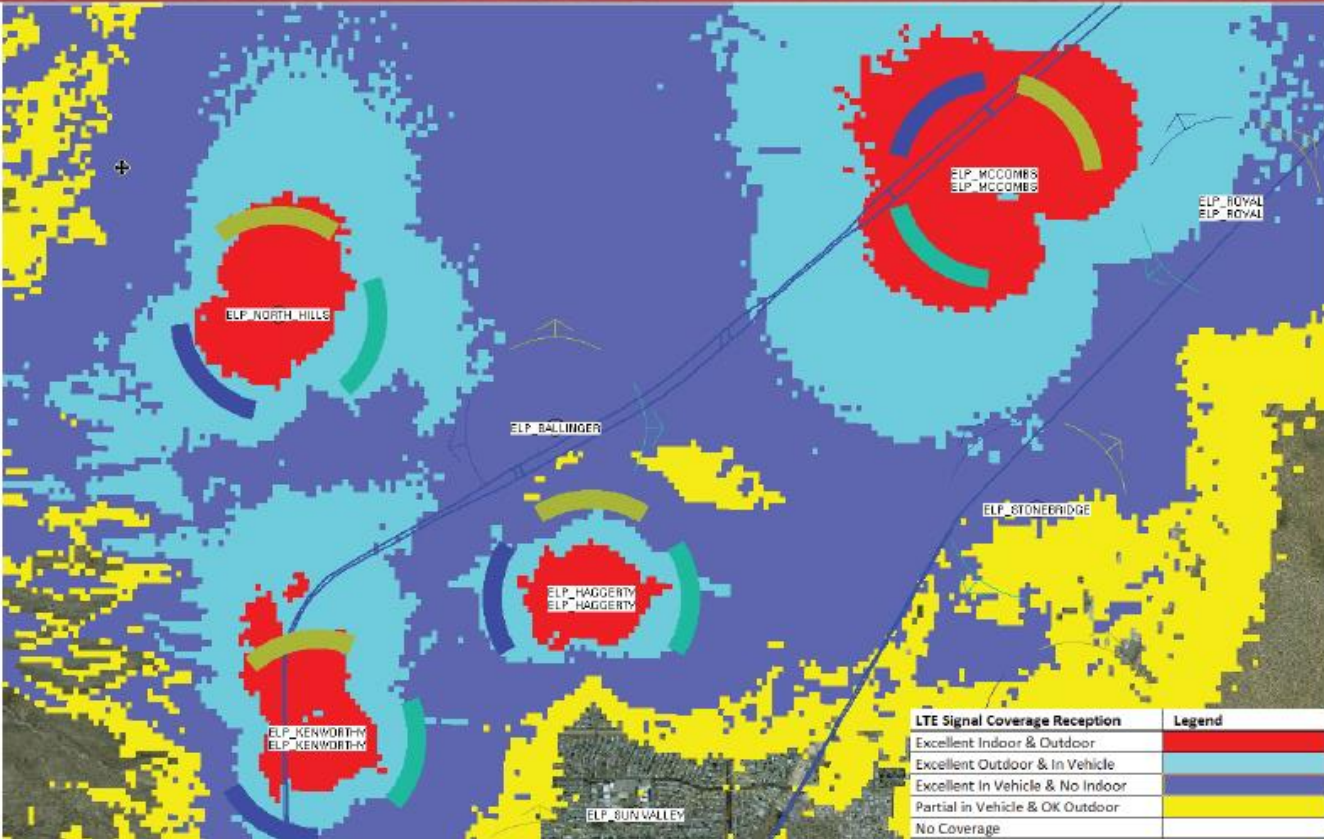 ELP_MCCOMBS
ELP_MCCOMBS
ELP_ROYAL
ELP_ROYAL
ELP_NORTH_HILLS
ELP_BALLINGER
ELP_STONEBRIDGE
ELP_HAGGERTY
ELP_HAGGERTY
ELP_KENWORTHY
ELP_KENWORTHY
ELP_SUN VALLEY
LTE Signal Coverage Reception Legend
Excellent Indoor & Outdoor
Excellent Outdoor & In Vehicle
Excellent In Vehicle & No Indoor
Partial in Vehicle & OK Outdoor
No Coverage